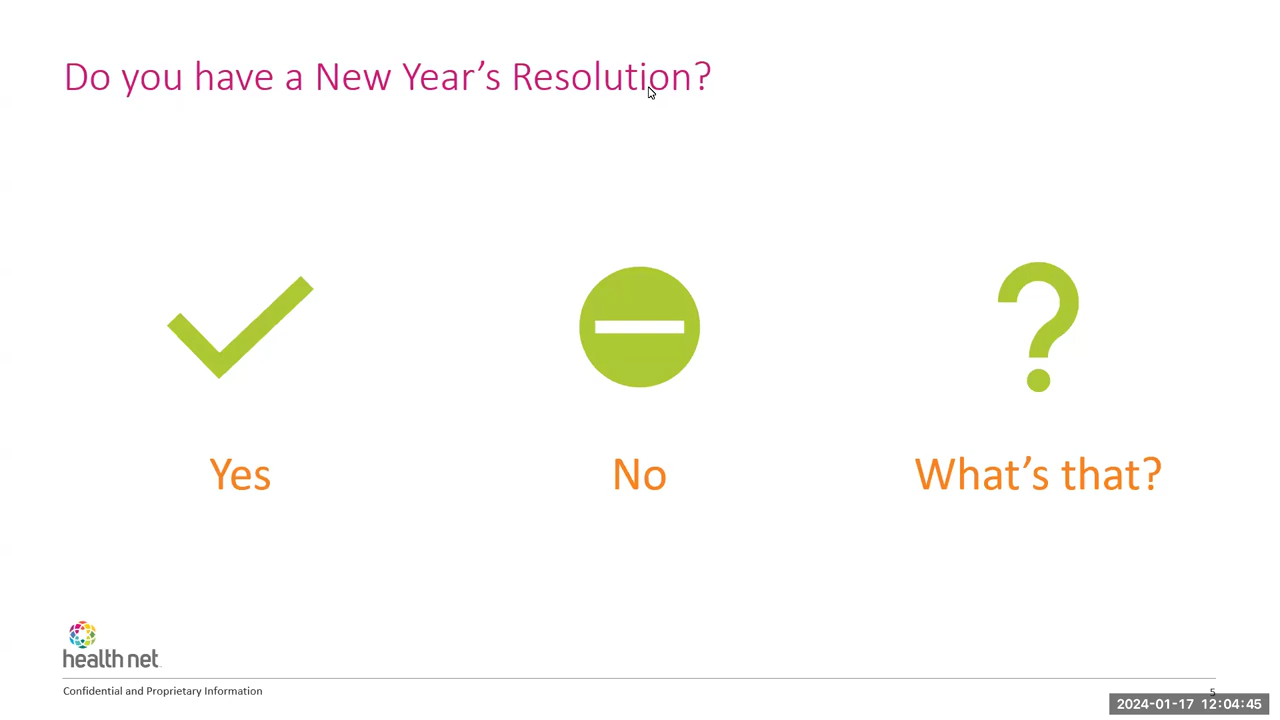 Do you have a New Year’s Resolution?
Yes
No
What’s that?
health net
Confidential and Proprietary Information
5
2024-01-17 12:04:45